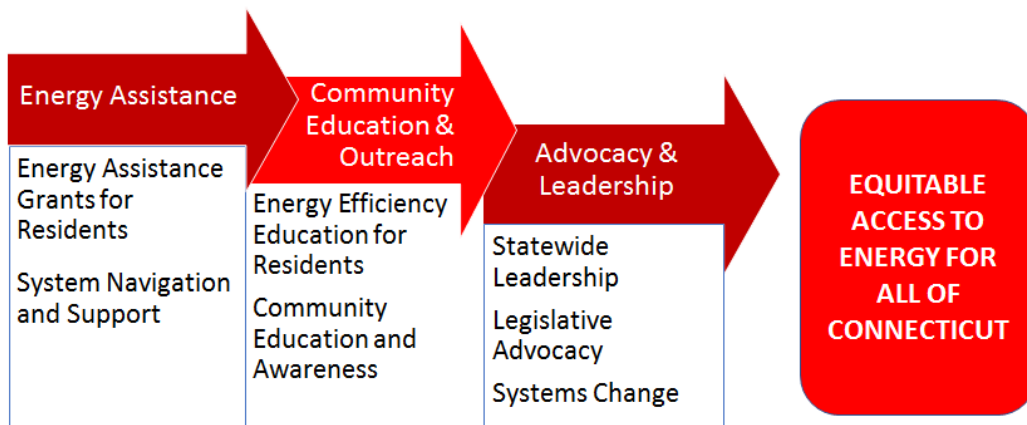 Energy Assistance
Energy Assistance
Grants for
Residents
System Navigation
and Support
Community
Education &
Outreach
Energy Efficiency
Education for
Residents
Community
Education and
Awareness
Advocacy &
Leadership
Statewide
Leadership
Legislative
Advocacy
Systems Change
EQUITABLE
ACCESS TO
ENERGY FOR
ALL OF
CONNECTICUT